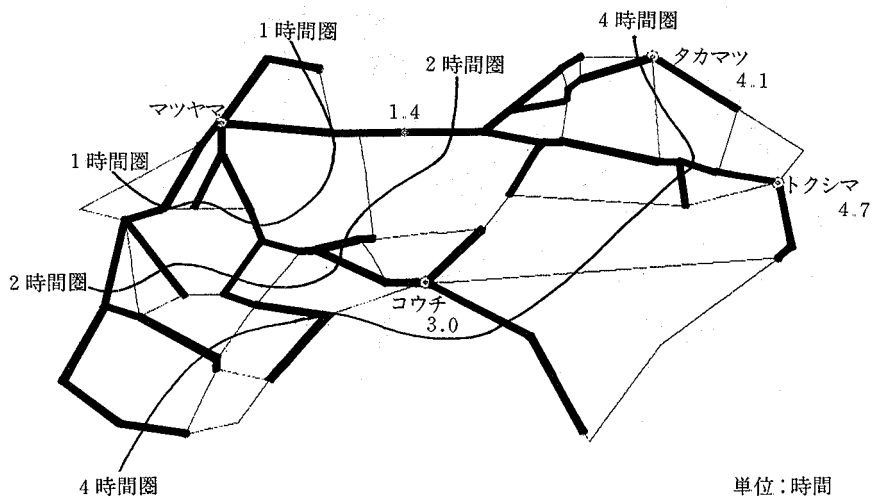 4時間圏
1時間圏
2時間圏
タカマツ
4.1
マツヤマ
1.4
1時間圏
トクシマ
4.7
2時間圏
コウチ
3.0
4時間圏
単位:時間